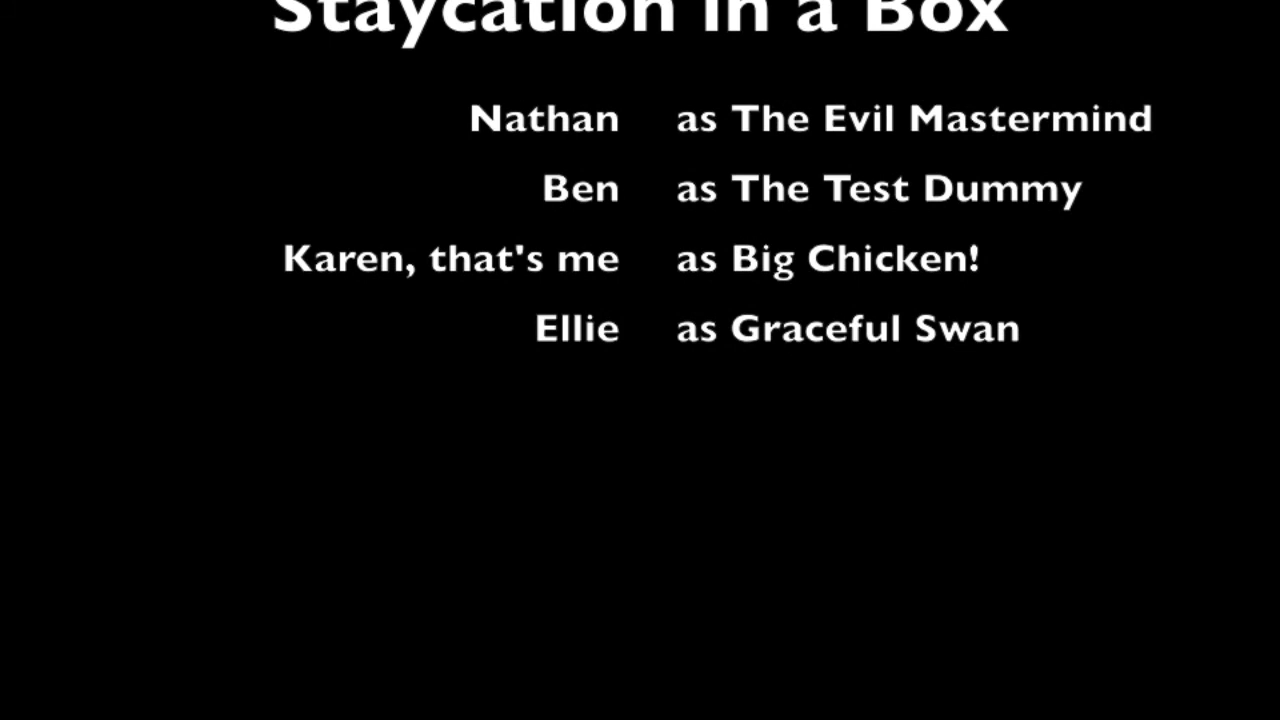 Staycation in a Box
Nathan as The Evil Mastermind
Ben as The Test Dummy
Karen, that's me as Big Chicken!
Ellie as Graceful Swan